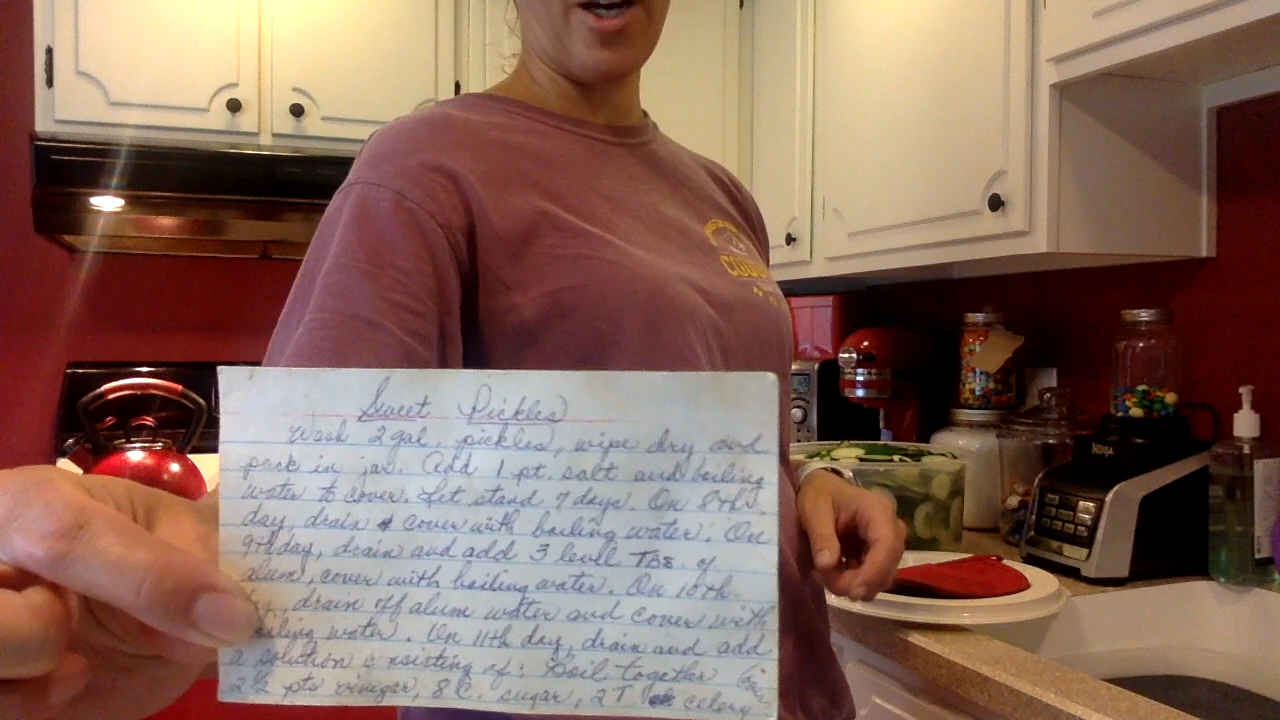 Sweet Pickles
Wash 2 gal. pickles, wipe dry and
pack in jar. Add 1 pt. salt and boiling
water to cover. Let stand 7 days. On 8th
day, drain & cover with boiling water. On
9th day, drain and add 3 level TBS. of
alum, cover with boiling water. On 10th
drain off alum water and cover with
boiling water. On 11th day, drain and add
a solution consisting of: Boil together
2½ pts vinegar, 8 C. sugar, 2 T celery
NINJA